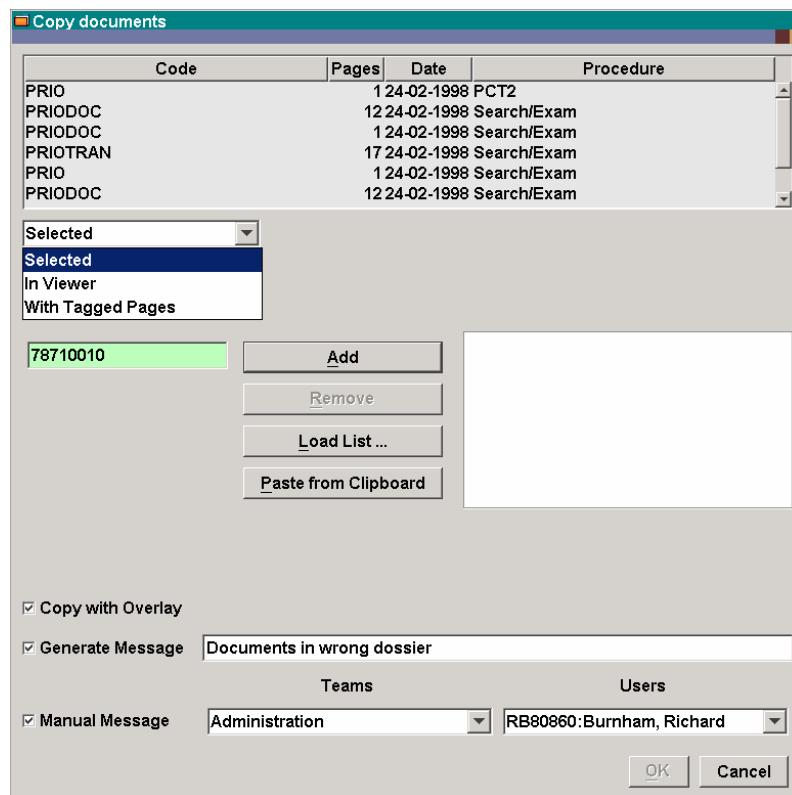 Copy documents
Code Pages Date Procedure
PRIO 1 24-02-1998 PCT2
PRIODOC 12 24-02-1998 Search/Exam
PRIODOC 1 24-02-1998 Search/Exam
PRIOTRAN 17 24-02-1998 Search/Exam
PRIO 1 24-02-1998 Search/Exam
PRIODOC 12 24-02-1998 Search/Exam
Selected
Selected
In Viewer
With Tagged Pages
78710010 Add
Remove
Load List ...
Paste from Clipboard
Copy with Overlay
Generate Message Documents in wrong dossier
Teams Users
Manual Message Administration RB80860:Burnham, Richard
OK Cancel